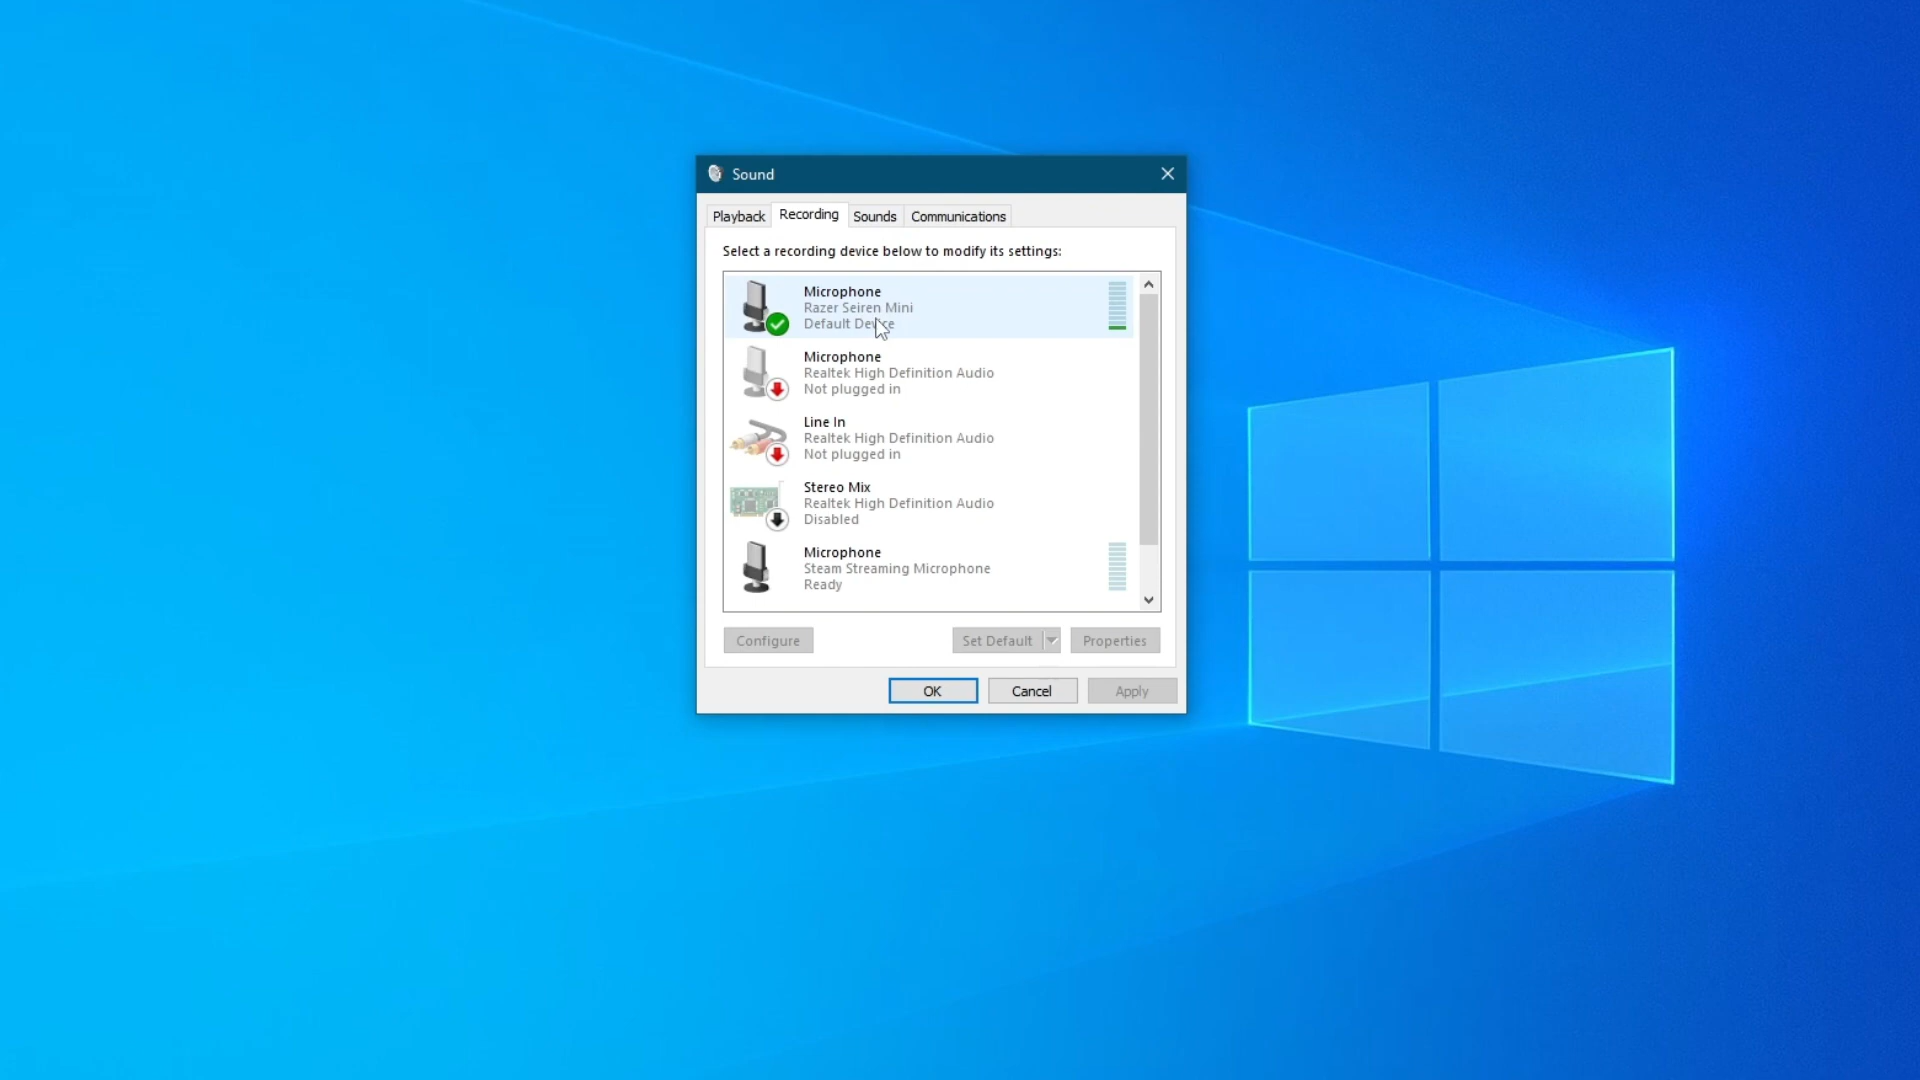 Sound
Playback
Recording
Sounds
Communications
Select a recording device below to modify its settings:
Microphone
Razer Seiren Mini
Default Device
Microphone
Realtek High Definition Audio
Not plugged in
Line In
Realtek High Definition Audio
Not plugged in
Stereo Mix
Realtek High Definition Audio
Disabled
Microphone
Steam Streaming Microphone
Ready
Configure
Set Default
Properties
OK
Cancel
Apply